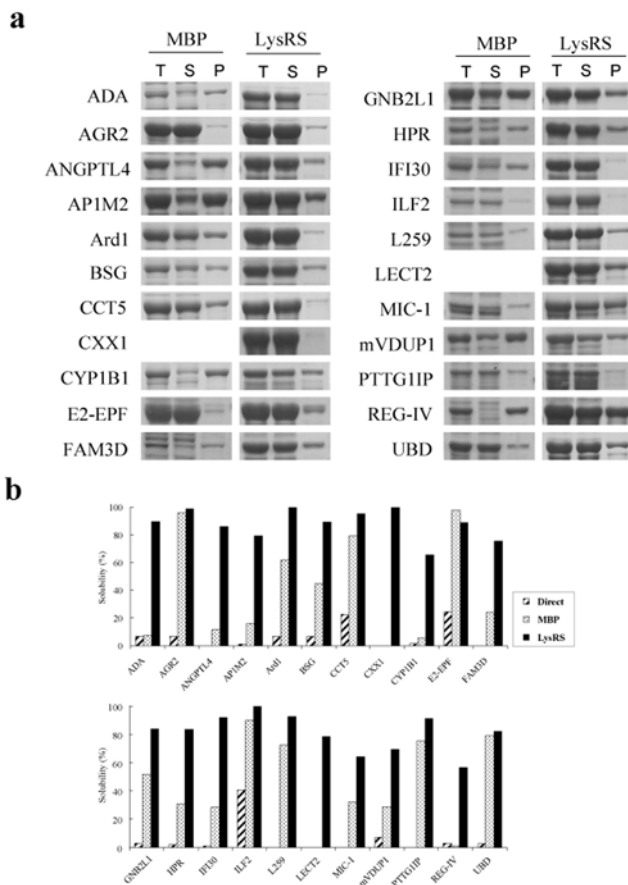 a
MBP LysRS
T S P T S P
ADA
AGR2
ANGPTL4
AP1M2
Ard1
BSG
CCT5
CXX1
CYP1B1
E2-EPF
FAM3D
MBP LysRS
T S P T S P
GNB2L1
HPR
IFI30
ILF2
L259
LECT2
MIC-1
mVDUP1
PTTG1IP
REG-IV
UBD
b
Solubility (%)
100
80
60
40
20
0
ADA AGR2 ANGPTL4 AP1M2 Ard1 BSG CCT5 CXX1 CYP1B1 E2-EPF FAM3D
Direct
MBP
LysRS
Solubility (%)
100
80
60
40
20
0
GNB2L1 HPR IFI30 ILF2 L259 LECT2 MIC-1 mVDUP1 PTTG1IP REG-IV UBD